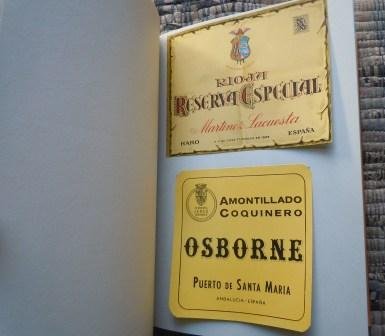 RIOJA
RESERVA ESPECIAL
Martinez Lacuesta
HARO ESPAÑA
AMONTILLADO
COQUINERO
OSBORNE
PUERTO DE SANTA MARIA
ANDALUCIA - ESPAÑA